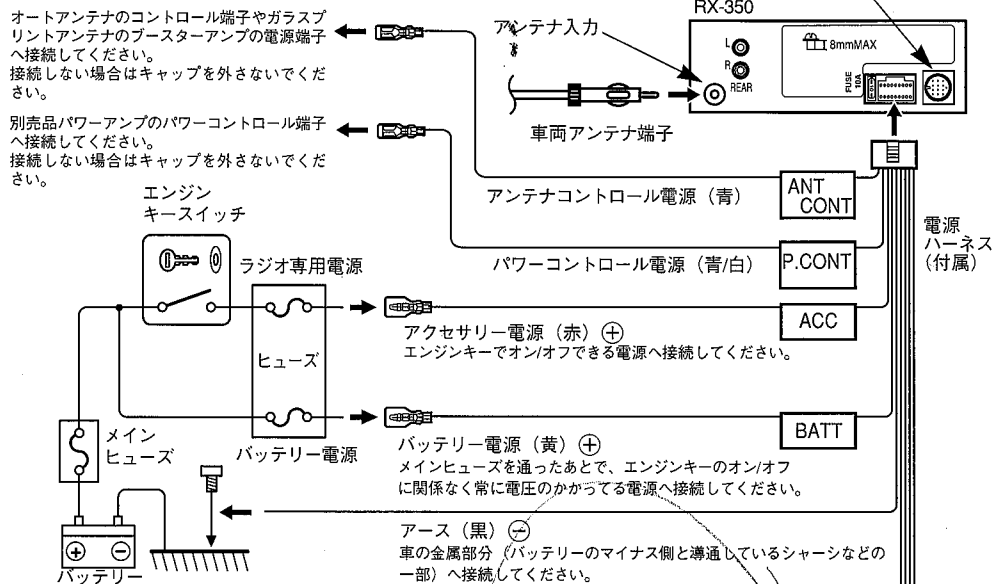 オートアンテナのコントロール端子やガラスプ
リントアンテナのブースターアンプの電源端子
へ接続してください。
接続しない場合はキャップを外さないでくだ
さい。
別売品パワーアンプのパワーコントロール端子
へ接続してください。
接続しない場合はキャップを外さないでくだ
さい。
RX-350
アンテナ入力
L
R
REAR
8mmMAX
FUSE
10A
車両アンテナ端子
アンテナコントロール電源（青）
ANT
CONT
電源
ハーネス
（付属）
パワーコントロール電源（青/白）
P.CONT
エンジン
キースイッチ
ラジオ専用電源
アクセサリー電源（赤）⊕
エンジンキーでオン/オフできる電源へ接続してください。
ACC
ヒューズ
メイン
ヒューズ
バッテリー電源
バッテリー電源（黄）⊕
メインヒューズを通ったあとで、エンジンキーのオン/オフ
に関係なく常に電圧のかかってる電源へ接続してください。
BATT
アース（黒）⊖
車の金属部分（バッテリーのマイナス側と導通しているシャーシなどの
一部）へ接続してください。
⊕ ⊖
バッテリー